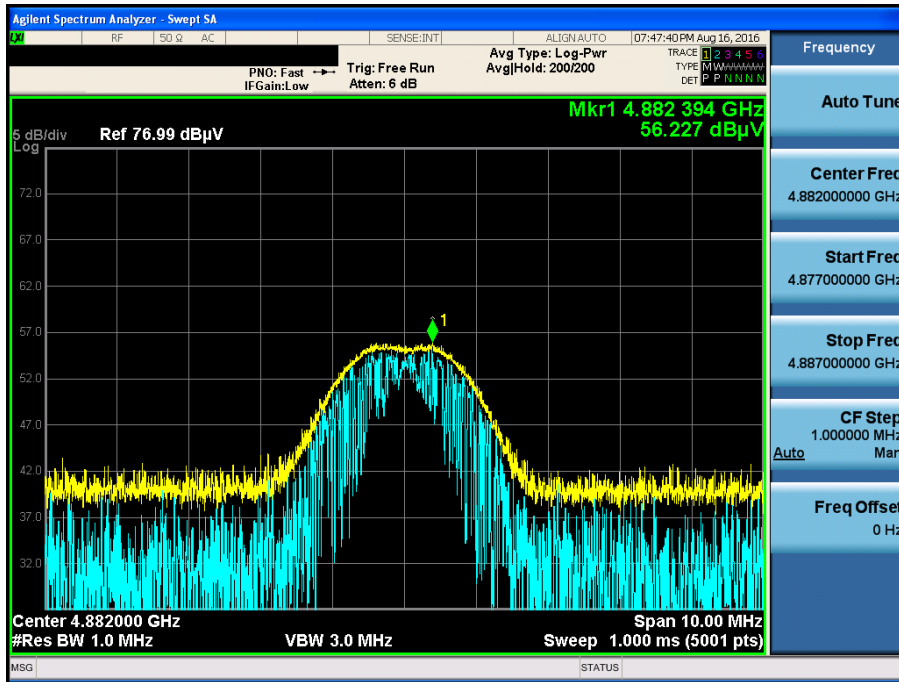 Agilent Spectrum Analyzer - Swept SA
LXI RF 50 Ω AC SENSE:INT ALIGN AUTO 07:47:40 PM Aug 16, 2016
PNO: Fast Trig: Free Run Avg Type: Log-Pwr TRACE 1 2 3 4 5 6
IFGain:Low Atten: 6 dB Avg|Hold: 200/200 TYPE M W
DET P P N N N N
Mkr1 4.882 394 GHz
56.227 dBµV
5 dB/div Ref 76.99 dBµV
Log
72.0
67.0
62.0
57.0
52.0
47.0
42.0
37.0
32.0
1
Center 4.882000 GHz Span 10.00 MHz
#Res BW 1.0 MHz VBW 3.0 MHz Sweep 1.000 ms (5001 pts)
MSG STATUS
Frequency
Auto Tune
Center Freq
4.882000000 GHz
Start Freq
4.877000000 GHz
Stop Freq
4.887000000 GHz
CF Step
1.000000 MHz
Auto Man
Freq Offset
0 Hz